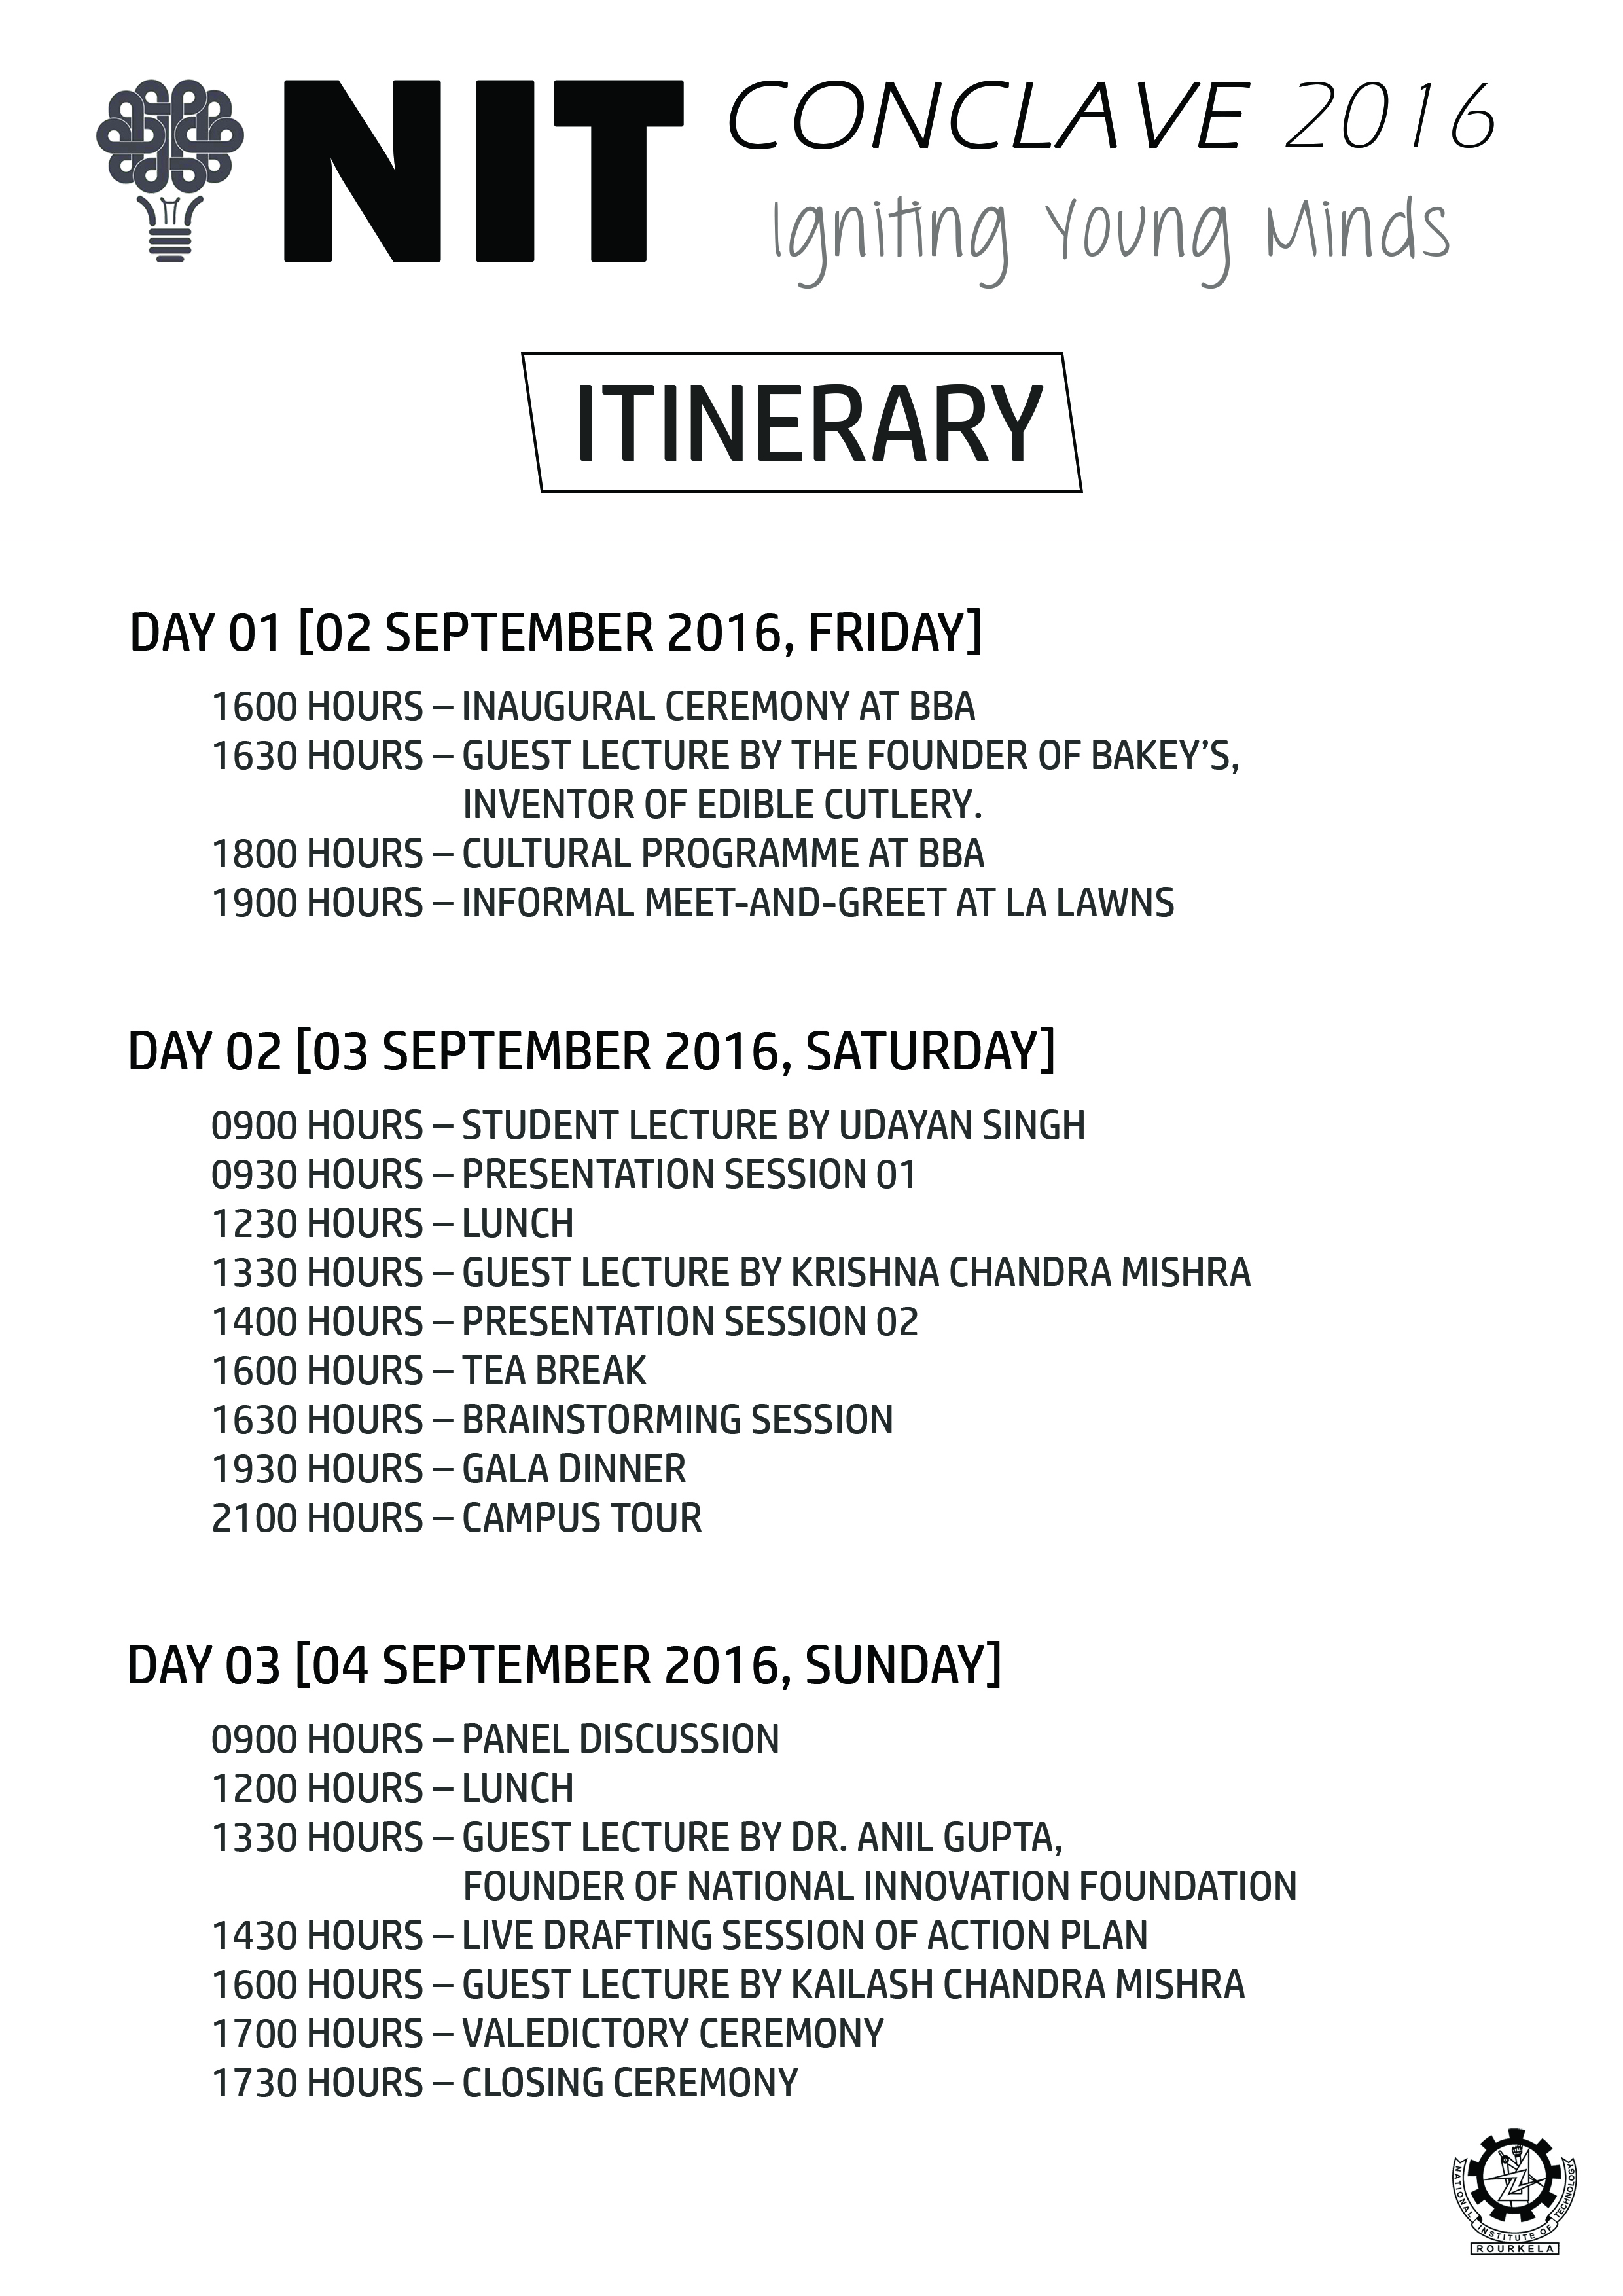 NIT CONCLAVE 2016
Igniting Young Minds
ITINERARY
DAY 01 [02 SEPTEMBER 2016, FRIDAY]
1600 HOURS – INAUGURAL CEREMONY AT BBA
1630 HOURS – GUEST LECTURE BY THE FOUNDER OF BAKEY’S,
INVENTOR OF EDIBLE CUTLERY.
1800 HOURS – CULTURAL PROGRAMME AT BBA
1900 HOURS – INFORMAL MEET-AND-GREET AT LA LAWNS
DAY 02 [03 SEPTEMBER 2016, SATURDAY]
0900 HOURS – STUDENT LECTURE BY UDAYAN SINGH
0930 HOURS – PRESENTATION SESSION 01
1230 HOURS – LUNCH
1330 HOURS – GUEST LECTURE BY KRISHNA CHANDRA MISHRA
1400 HOURS – PRESENTATION SESSION 02
1600 HOURS – TEA BREAK
1630 HOURS – BRAINSTORMING SESSION
1930 HOURS – GALA DINNER
2100 HOURS – CAMPUS TOUR
DAY 03 [04 SEPTEMBER 2016, SUNDAY]
0900 HOURS – PANEL DISCUSSION
1200 HOURS – LUNCH
1330 HOURS – GUEST LECTURE BY DR. ANIL GUPTA,
FOUNDER OF NATIONAL INNOVATION FOUNDATION
1430 HOURS – LIVE DRAFTING SESSION OF ACTION PLAN
1600 HOURS – GUEST LECTURE BY KAILASH CHANDRA MISHRA
1700 HOURS – VALEDICTORY CEREMONY
1730 HOURS – CLOSING CEREMONY
NATIONAL INSTITUTE OF TECHNOLOGY
ROURKELA